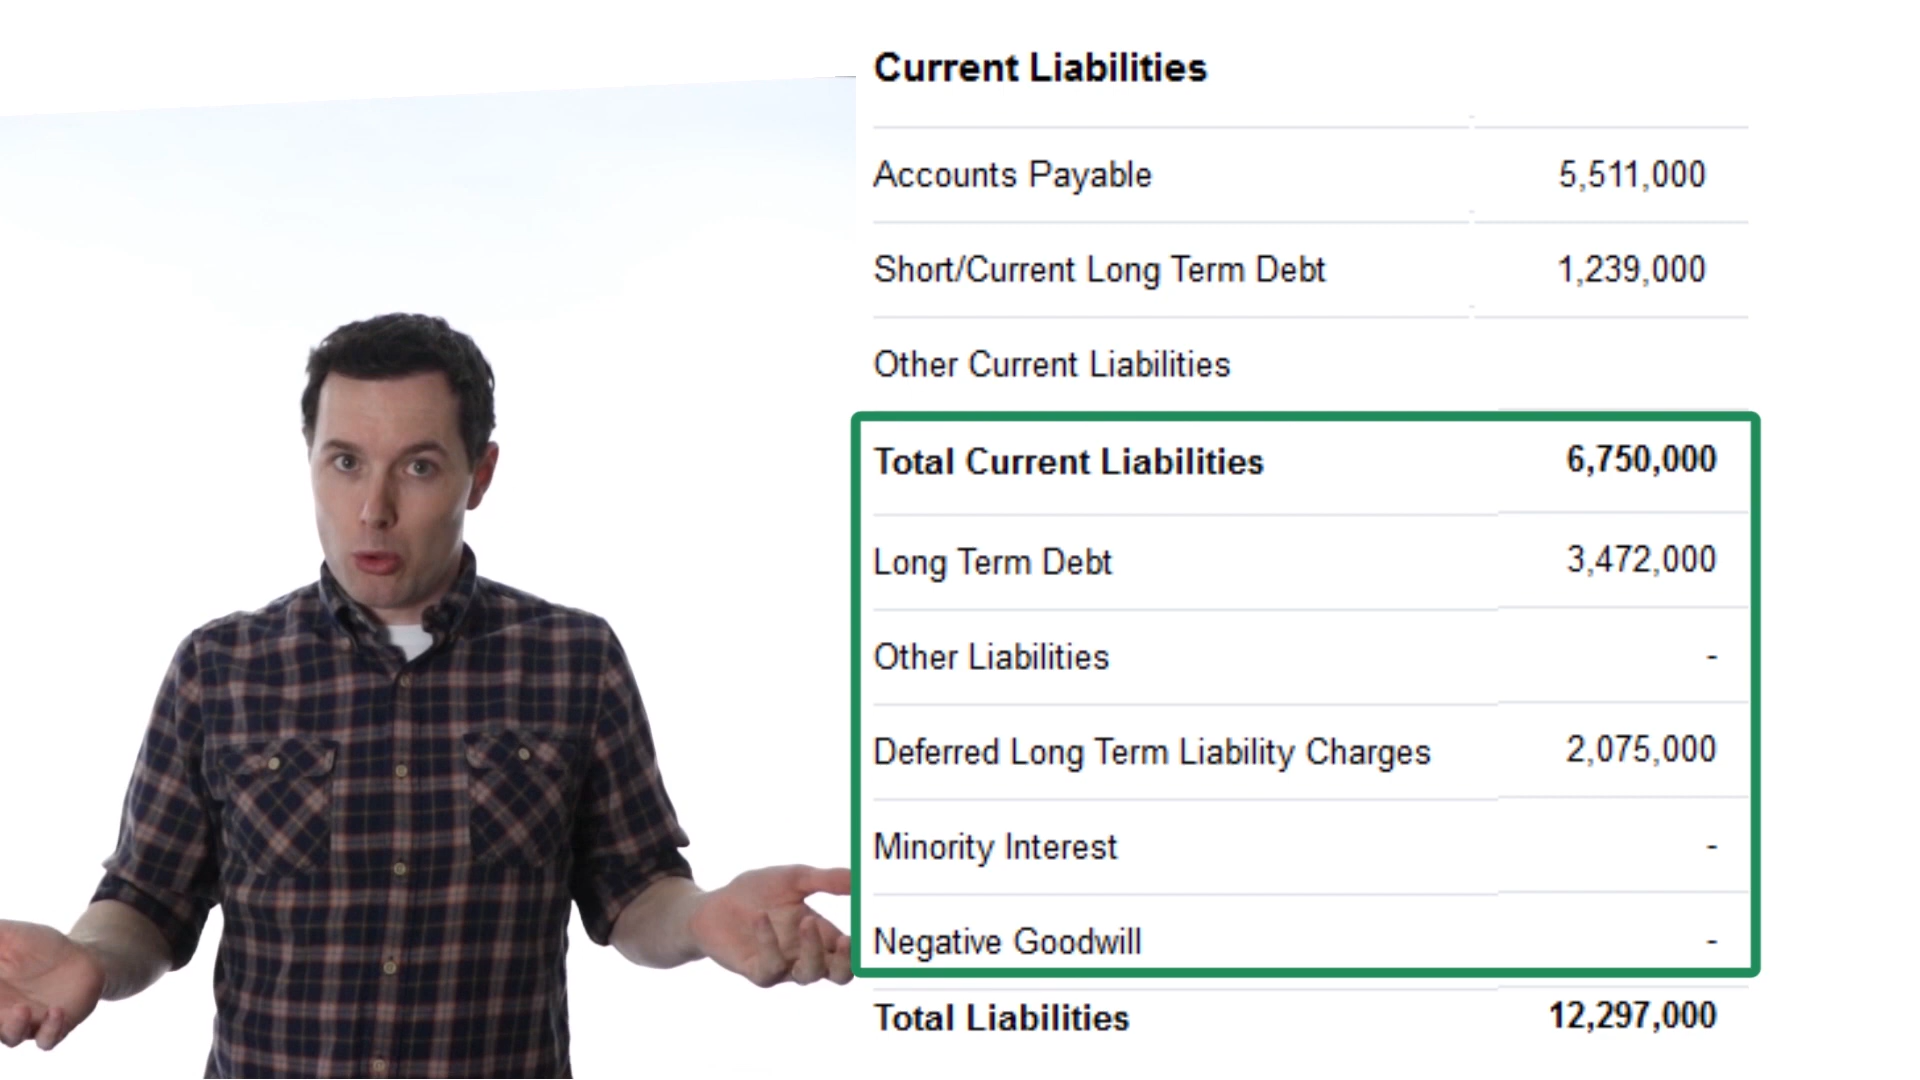 Current Liabilities
Accounts Payable 5,511,000
Short/Current Long Term Debt 1,239,000
Other Current Liabilities
Total Current Liabilities 6,750,000
Long Term Debt 3,472,000
Other Liabilities -
Deferred Long Term Liability Charges 2,075,000
Minority Interest -
Negative Goodwill -
Total Liabilities 12,297,000